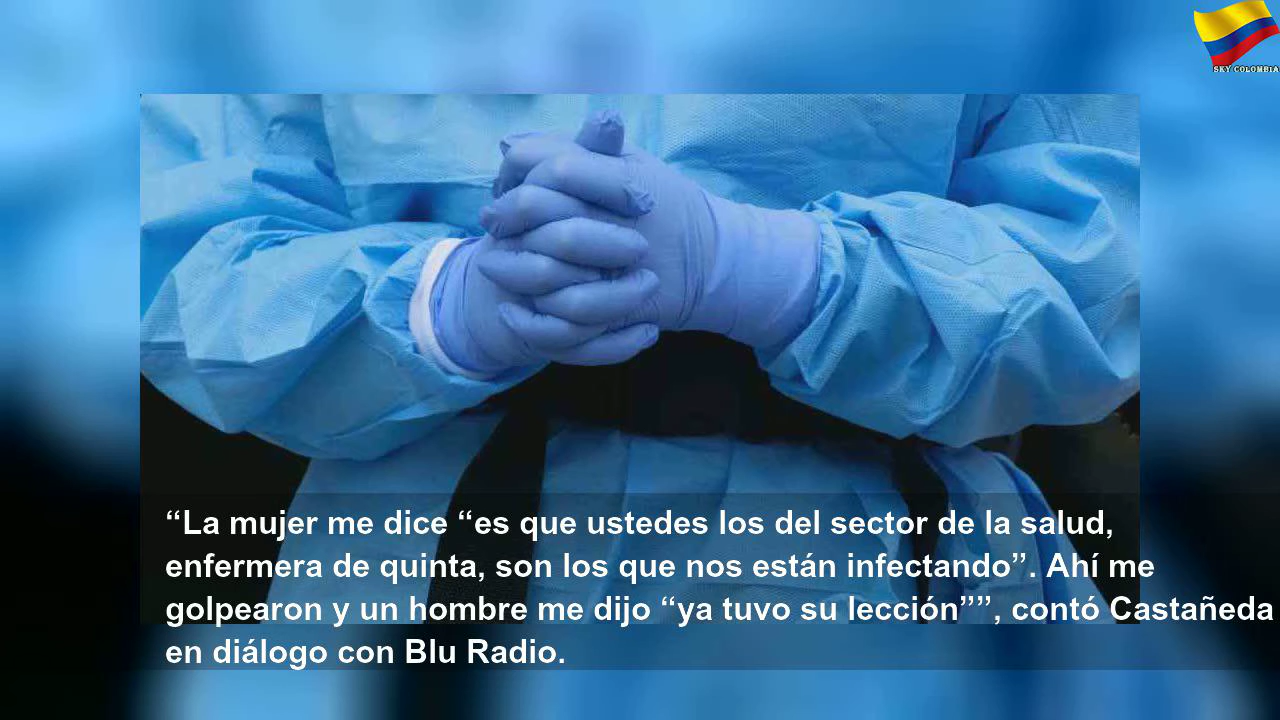 SKY COLOMBIA
“La mujer me dice “es que ustedes los del sector de la salud,
enfermera de quinta, son los que nos están infectando”. Ahí me
golpearon y un hombre me dijo “ya tuvo su lección””, contó Castañeda
en diálogo con Blu Radio.